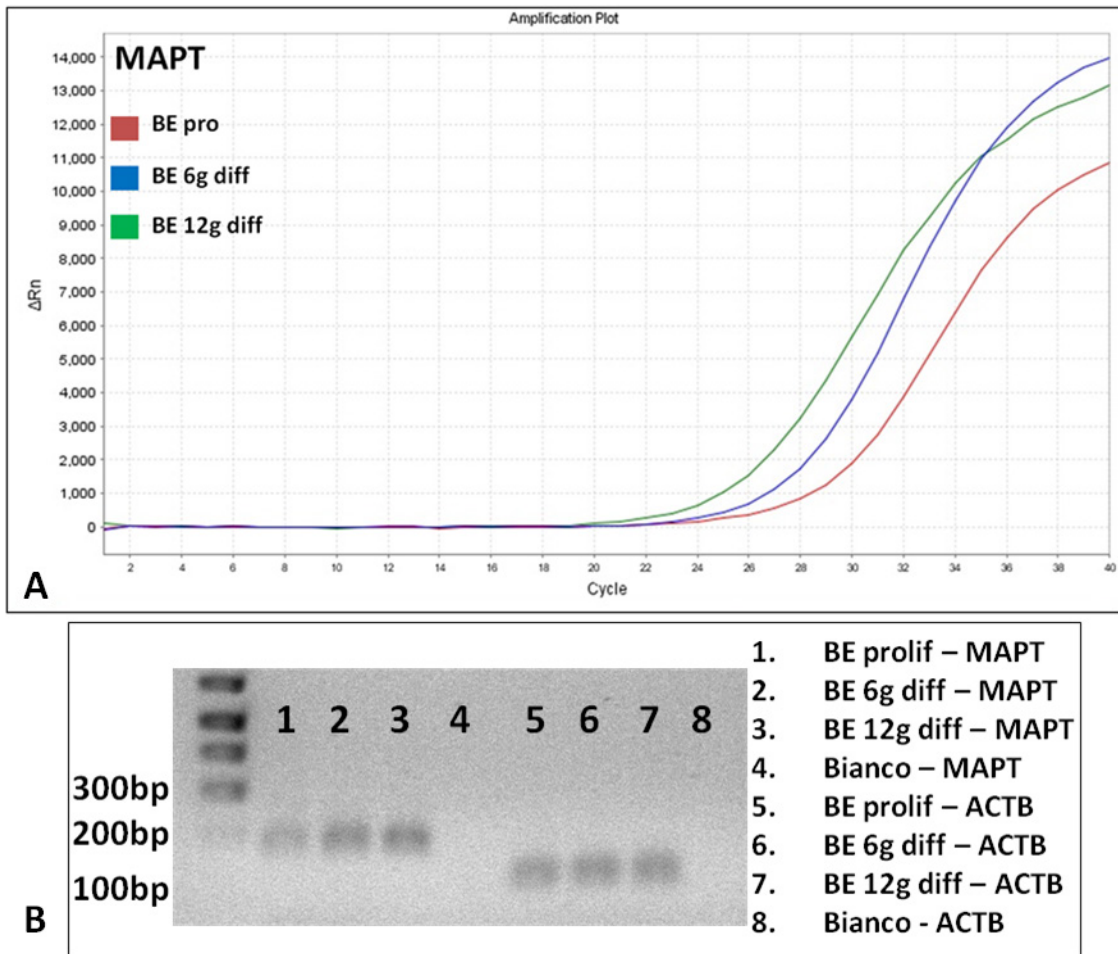 Amplification Plot
MAPT
BE pro
BE 6g diff
BE 12g diff
14,000
13,000
12,000
11,000
10,000
9,000
8,000
7,000
6,000
5,000
4,000
3,000
2,000
1,000
0
ΔRn
2 4 6 8 10 12 14 16 18 20 22 24 26 28 30 32 34 36 38 40
Cycle
A
1 2 3 4 5 6 7 8
300bp
200bp
100bp
B
1. BE prolif – MAPT
2. BE 6g diff – MAPT
3. BE 12g diff – MAPT
4. Bianco – MAPT
5. BE prolif – ACTB
6. BE 6g diff – ACTB
7. BE 12g diff – ACTB
8. Bianco - ACTB